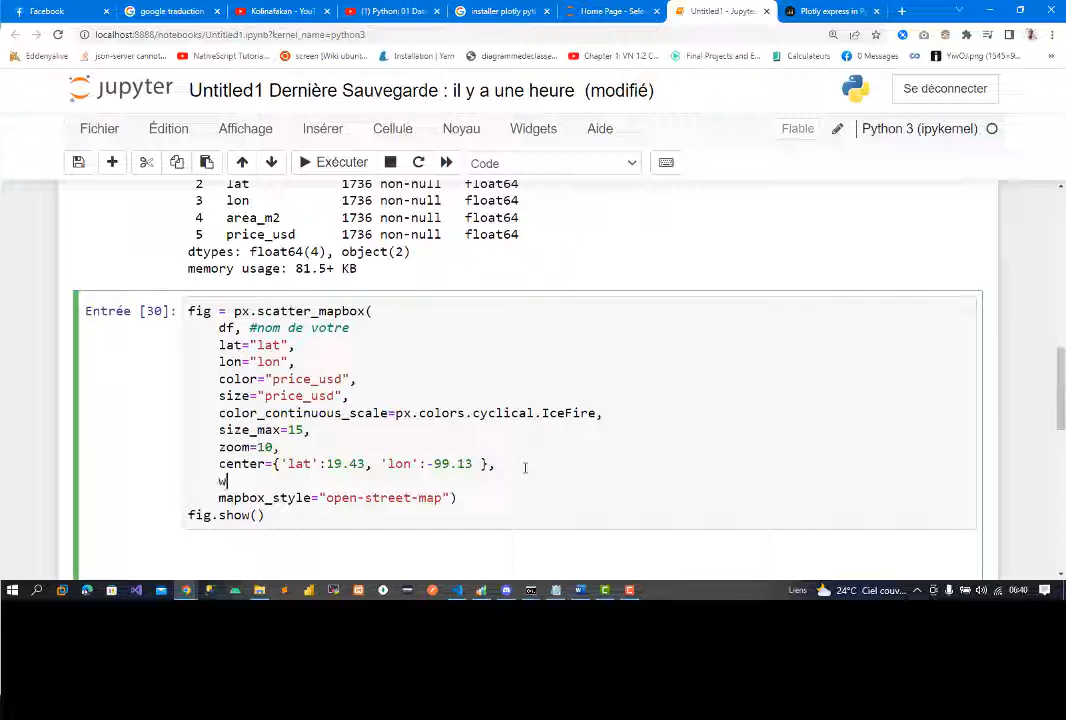 Facebook google traduction Kolinafakan - YouT (1) Python: 01 Dat installer plotly pyt Home Page - Sele Untitled1 - Jupyte Plotly express in P
localhost:8888/notebooks/Untitled1.ipynb?kernel_name=python3
Eddenyalive json-server comman... NativeScript Tutoria... screen [Wiki ubunt... Installation | Yarn diagrammedeclasse... Chapter 1: VN 1.2 C... Final Projects and E... Calculateurs 0 Messages YiwOJ.png (1545×9...
jupyter Untitled1 Dernière Sauvegarde : il y a une heure (modifié) Se déconnecter
Fichier Édition Affichage Insérer Cellule Noyau Widgets Aide Fiable Python 3 (ipykernel)
Exécuter Code
2 lat 1736 non-null float64
3 lon 1736 non-null float64
4 area_m2 1736 non-null float64
5 price_usd 1736 non-null float64
dtypes: float64(4), object(2)
memory usage: 81.5+ KB
Entrée [30]: fig = px.scatter_mapbox(
df, #nom de votre
lat="lat",
lon="lon",
color="price_usd",
size="price_usd",
color_continuous_scale=px.colors.cyclical.IceFire,
size_max=15,
zoom=10,
center={'lat':19.43, 'lon':-99.13 },
w
mapbox_style="open-street-map")
fig.show()
Liens 24°C Ciel couv... 06:40